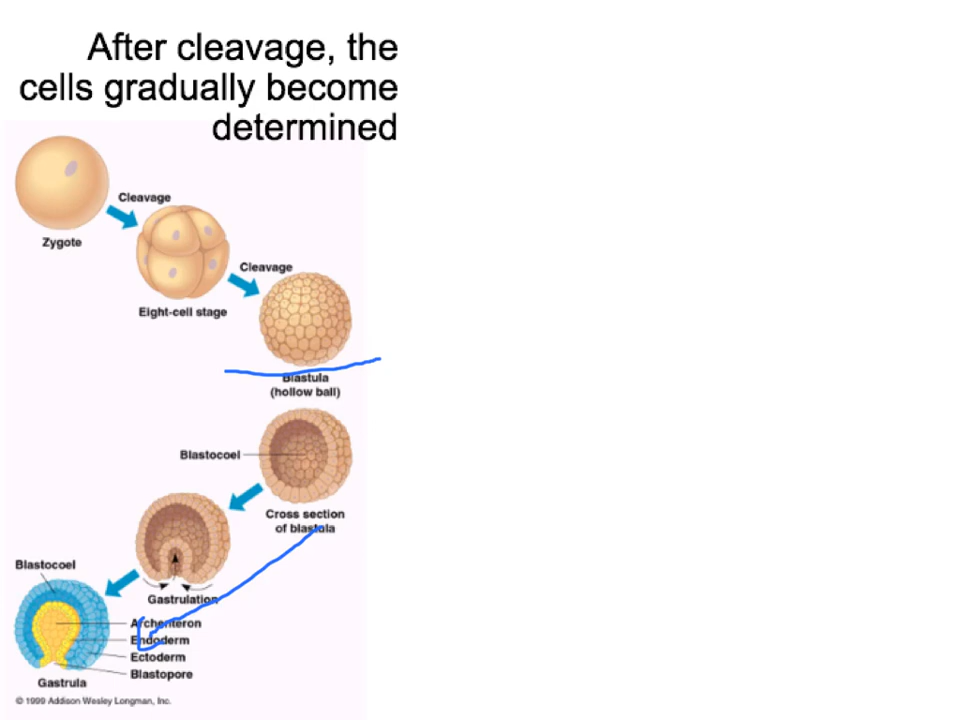 After cleavage, the
cells gradually become
determined
Cleavage
Zygote
Cleavage
Eight-cell stage
Blastula
(hollow ball)
Blastocoel
Cross section
of blastula
Blastocoel
Gastrulation
Archenteron
Endoderm
Ectoderm
Blastopore
Gastrula
© 1999 Addison Wesley Longman, Inc.